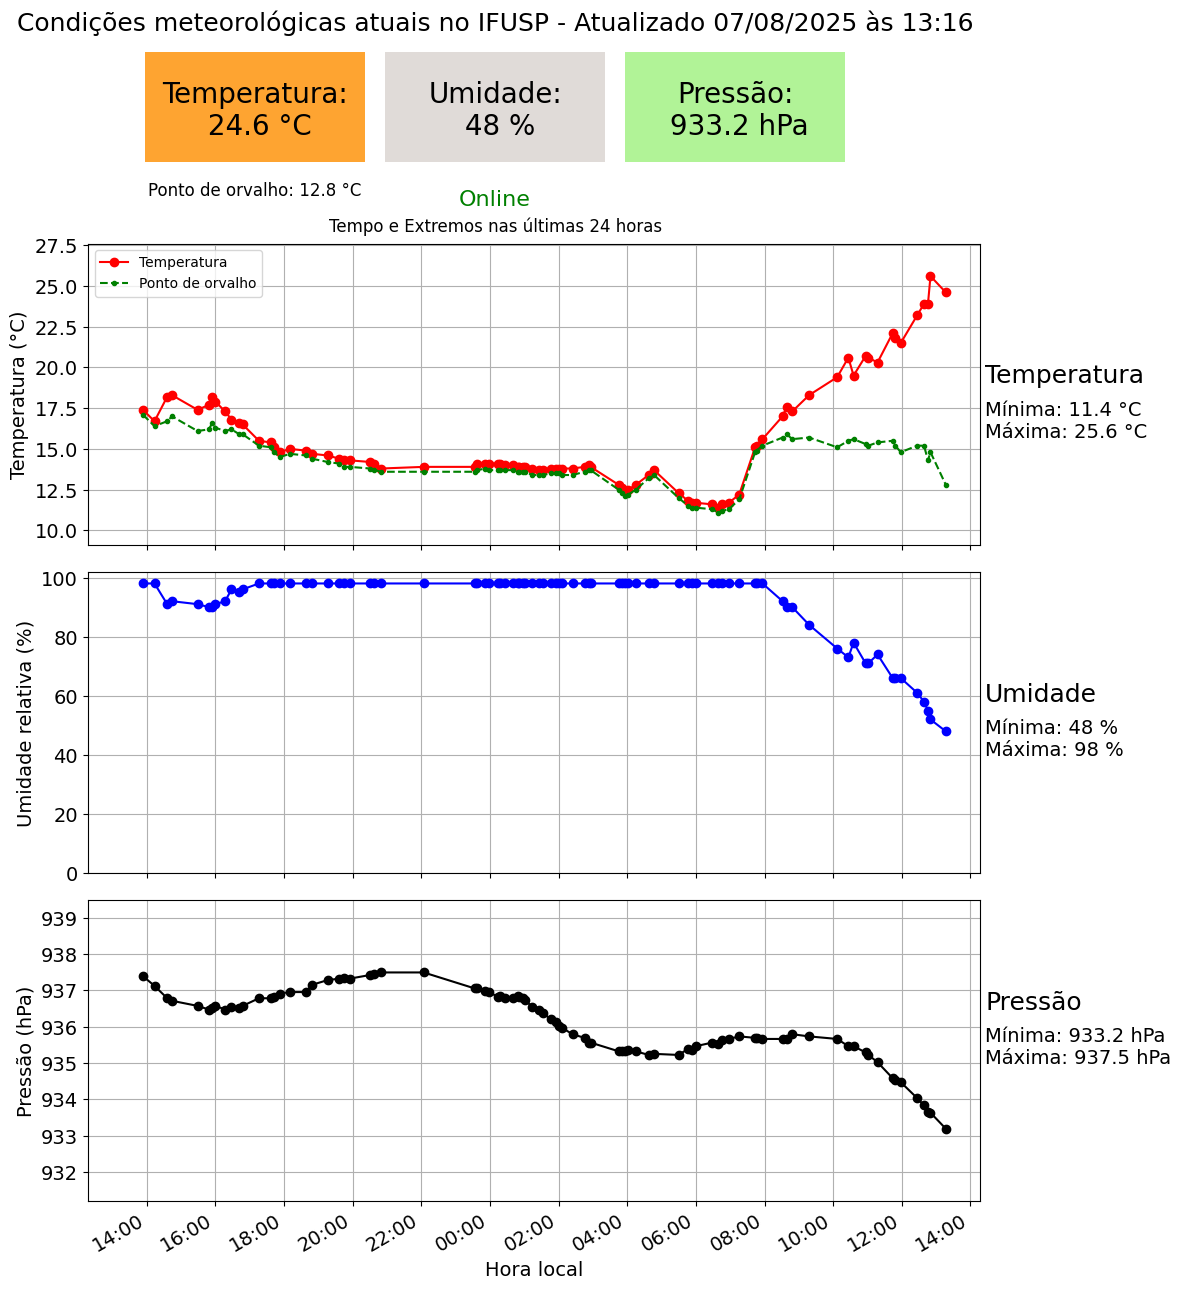 Condições meteorológicas atuais no IFUSP - Atualizado 07/08/2025 às 13:16
Temperatura:
24.6 °C
Umidade:
48 %
Pressão:
933.2 hPa
Ponto de orvalho: 12.8 °C
Online
Tempo e Extremos nas últimas 24 horas
Temperatura (°C)
27.5
25.0
22.5
20.0
17.5
15.0
12.5
10.0
Temperatura
Ponto de orvalho
Temperatura
Mínima: 11.4 °C
Máxima: 25.6 °C
Umidade relativa (%)
100
80
60
40
20
0
Umidade
Mínima: 48 %
Máxima: 98 %
Pressão (hPa)
939
938
937
936
935
934
933
932
Pressão
Mínima: 933.2 hPa
Máxima: 937.5 hPa
14:00 16:00 18:00 20:00 22:00 00:00 02:00 04:00 06:00 08:00 10:00 12:00 14:00
Hora local